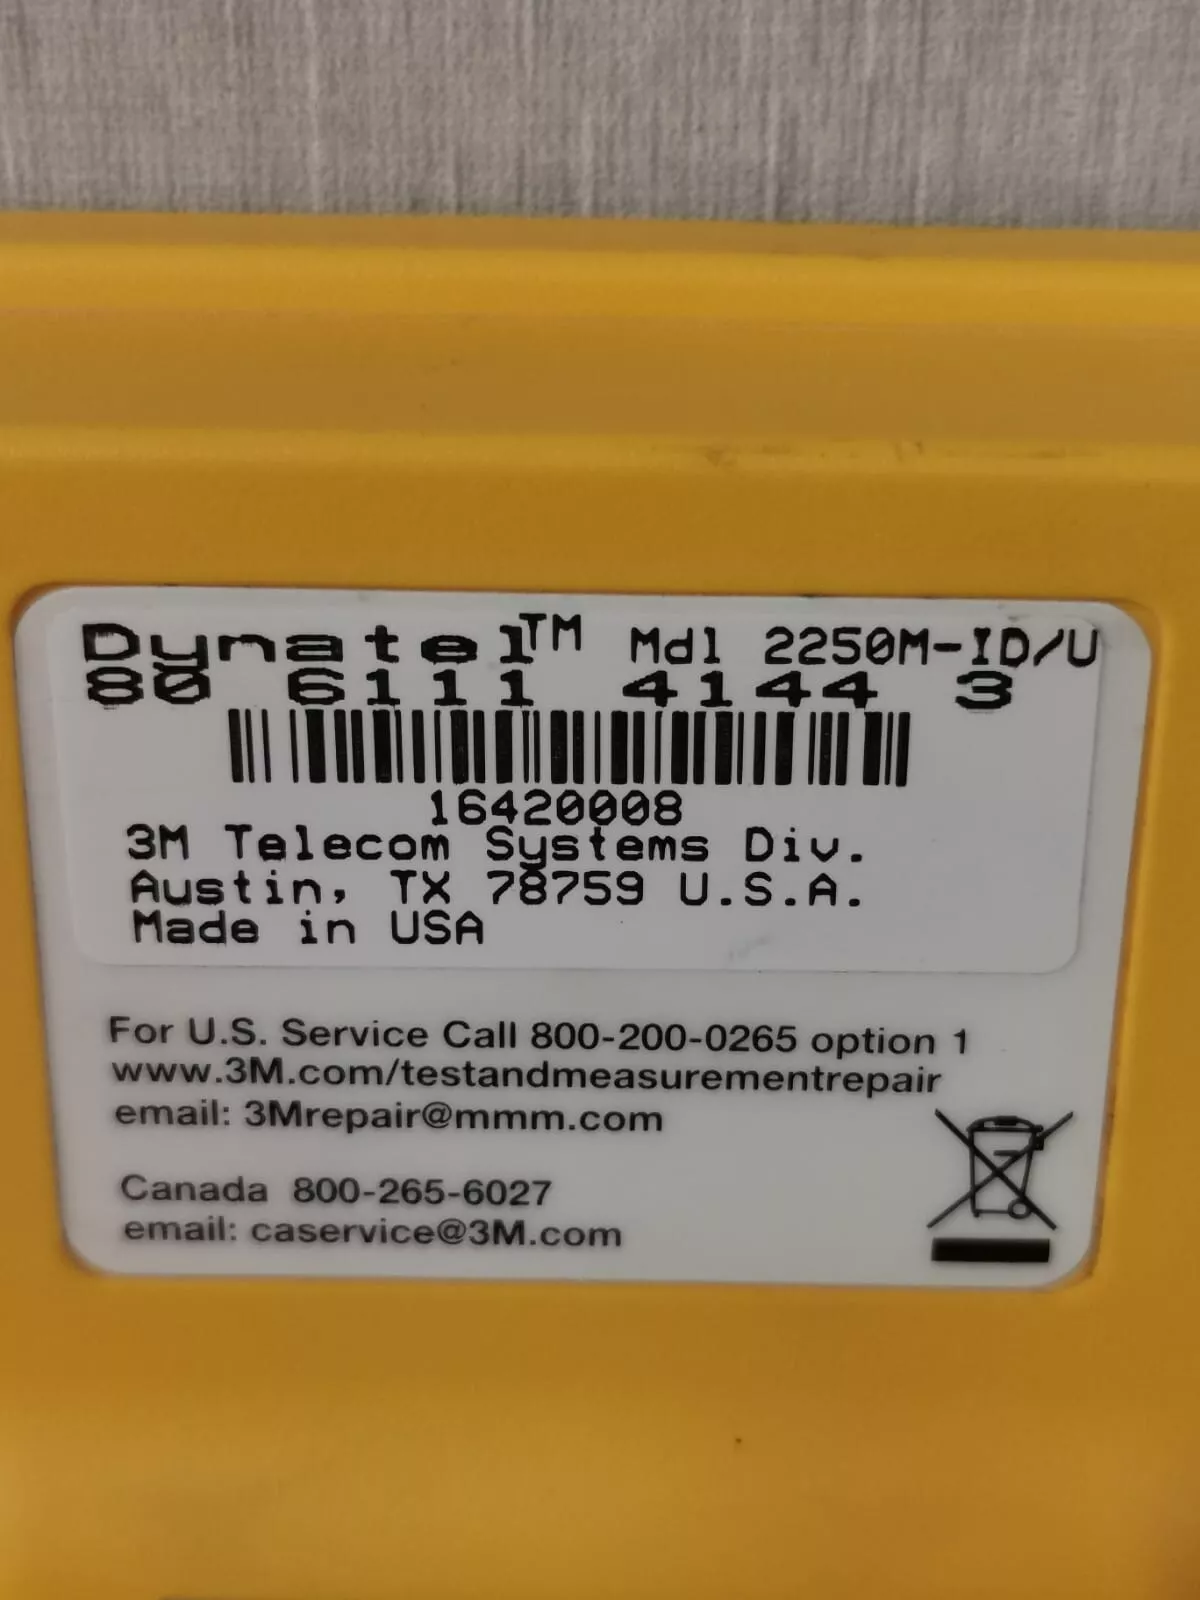 Dynatel™ Mdl 2250M-ID/U
80 6111 4144 3
16420008
3M Telecom Systems Div.
Austin, TX 78759 U.S.A.
Made in USA
For U.S. Service Call 800-200-0265 option 1
www.3M.com/testandmeasurementrepair
email: 3Mrepair@mmm.com
Canada 800-265-6027
email: caservice@3M.com